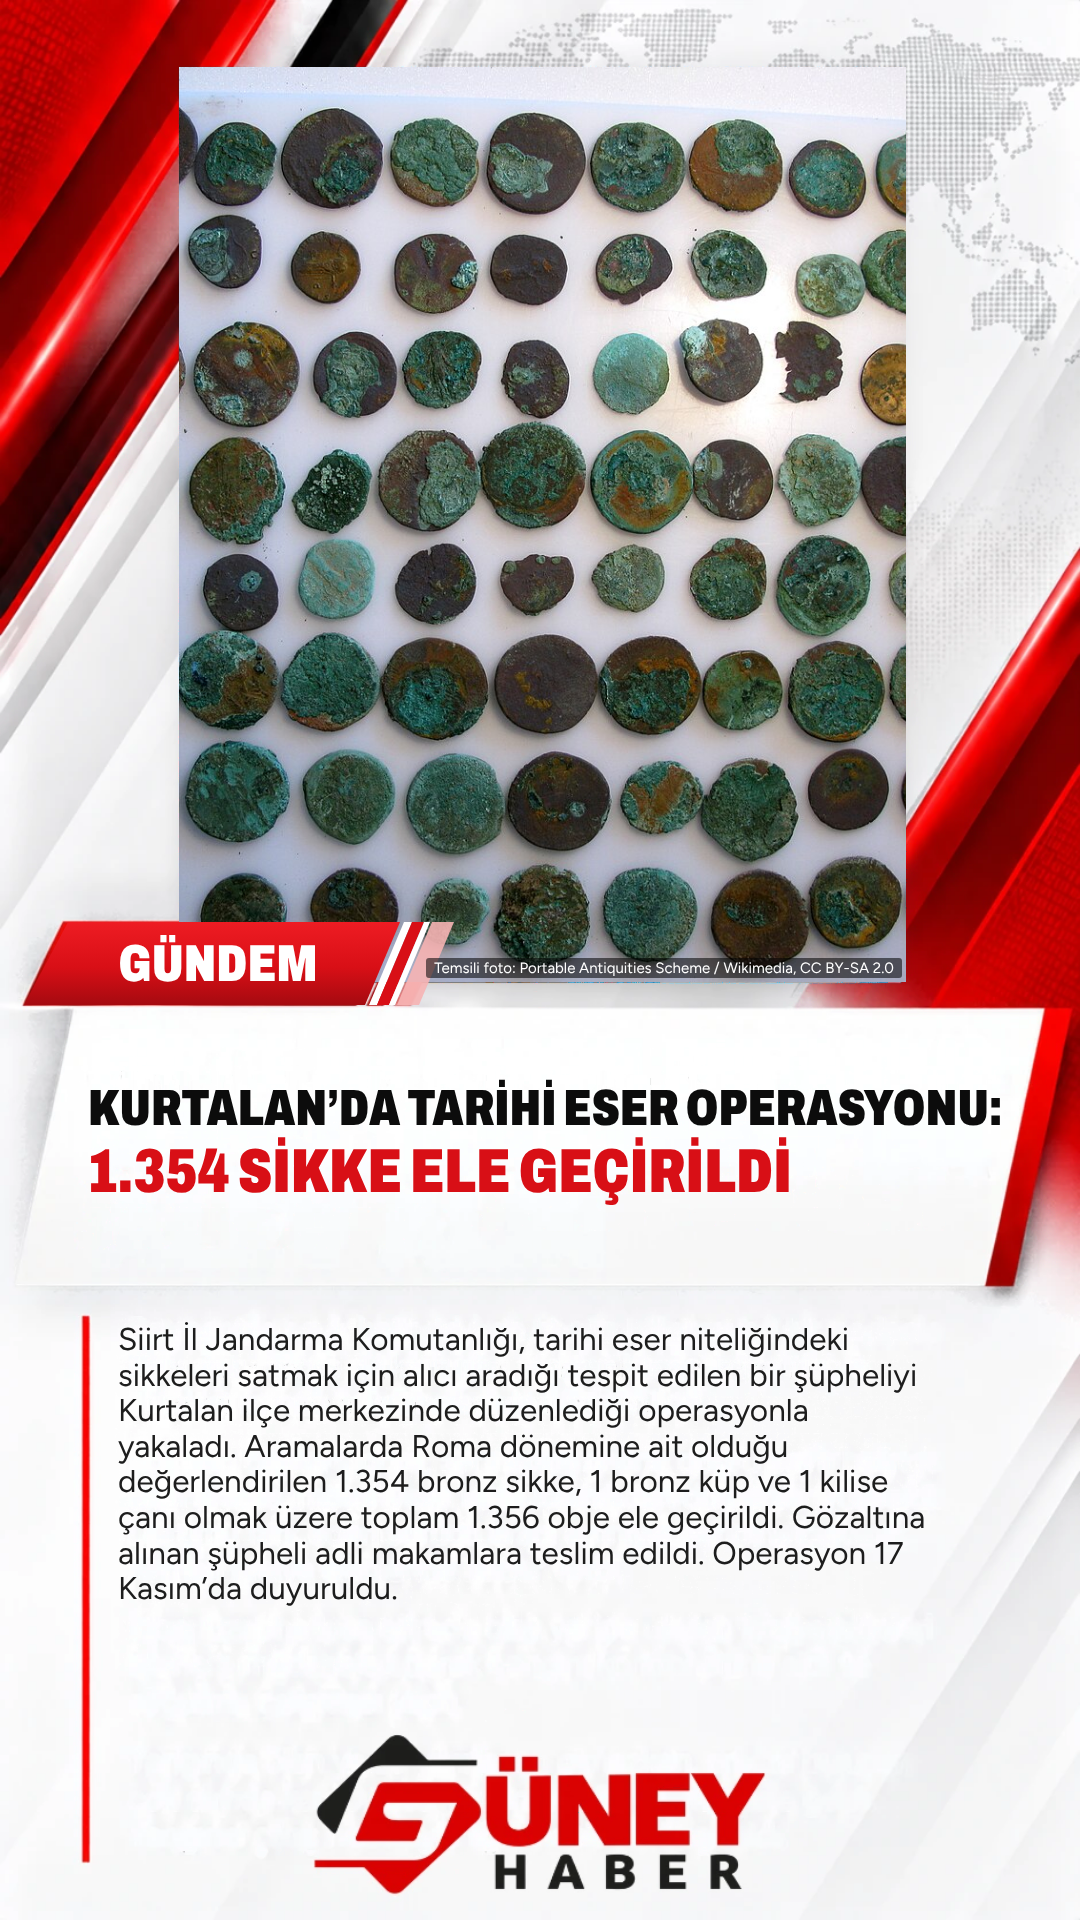 GÜNDEM
Temsili foto: Portable Antiquities Scheme / Wikimedia, CC BY-SA 2.0
KURTALAN’DA TARİHİ ESER OPERASYONU:
1.354 SİKKE ELE GEÇİRİLDİ
Siirt İl Jandarma Komutanlığı, tarihi eser niteliğindeki
sikkeleri satmak için alıcı aradığı tespit edilen bir şüpheliyi
Kurtalan ilçe merkezinde düzenlediği operasyonla
yakaladı. Aramalarda Roma dönemine ait olduğu
değerlendirilen 1.354 bronz sikke, 1 bronz küp ve 1 kilise
çanı olmak üzere toplam 1.356 obje ele geçirildi. Gözaltına
alınan şüpheli adli makamlara teslim edildi. Operasyon 17
Kasım’da duyuruldu.
GÜNEY
HABER